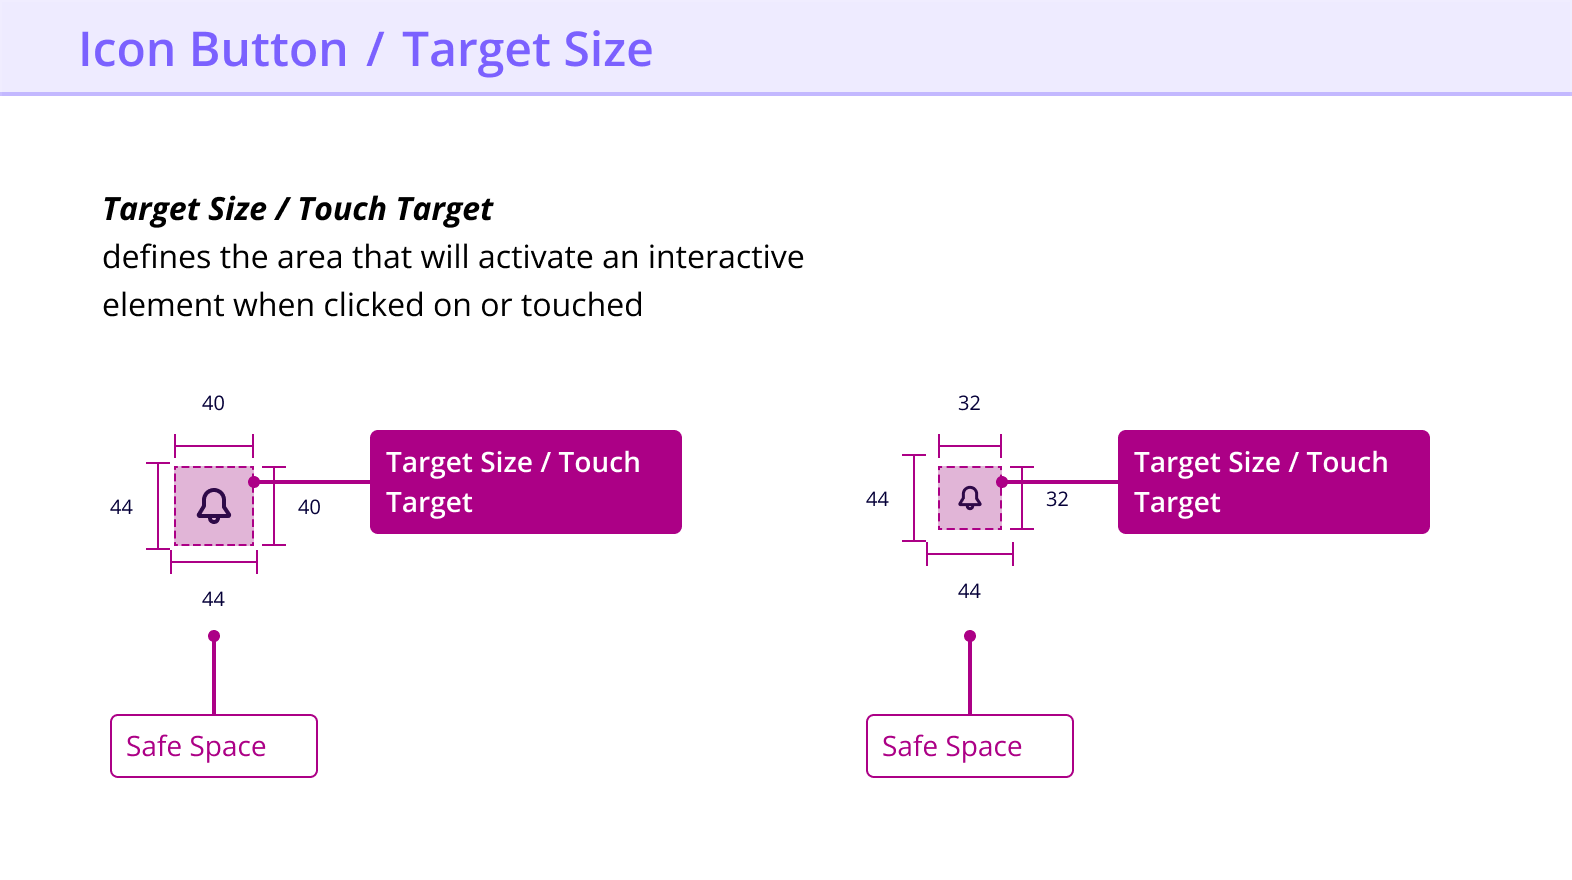 Icon Button / Target Size
Target Size / Touch Target
defines the area that will activate an interactive
element when clicked on or touched
40
44
40
44
Target Size / Touch
Target
Safe Space
32
44
32
44
Target Size / Touch
Target
Safe Space